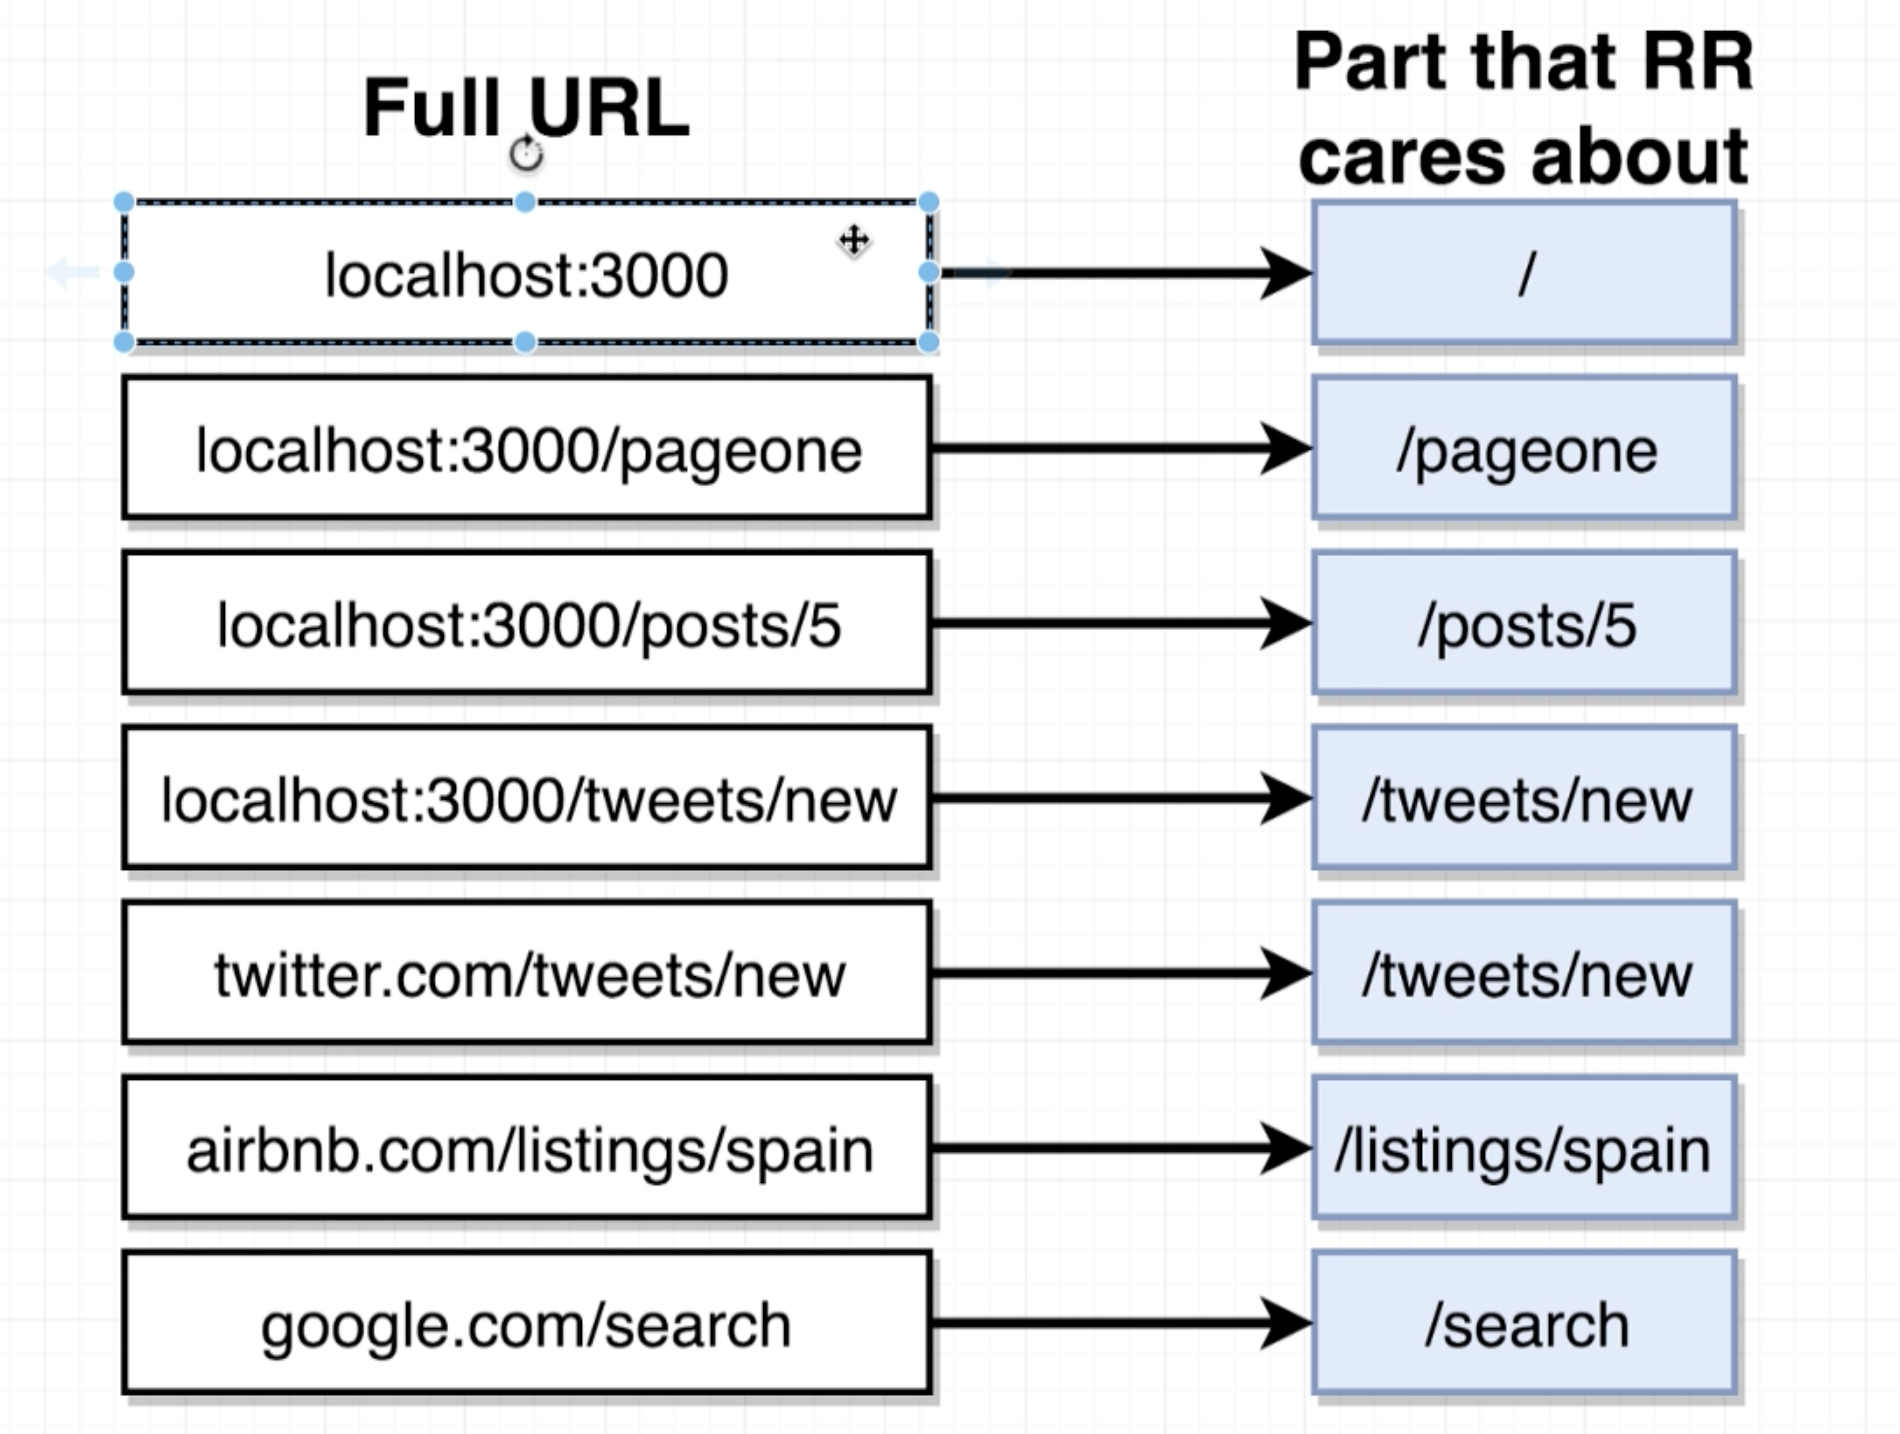 Full URL
Part that RR
cares about
localhost:3000
/
localhost:3000/pageone
/pageone
localhost:3000/posts/5
/posts/5
localhost:3000/tweets/new
/tweets/new
twitter.com/tweets/new
/tweets/new
airbnb.com/listings/spain
/listings/spain
google.com/search
/search